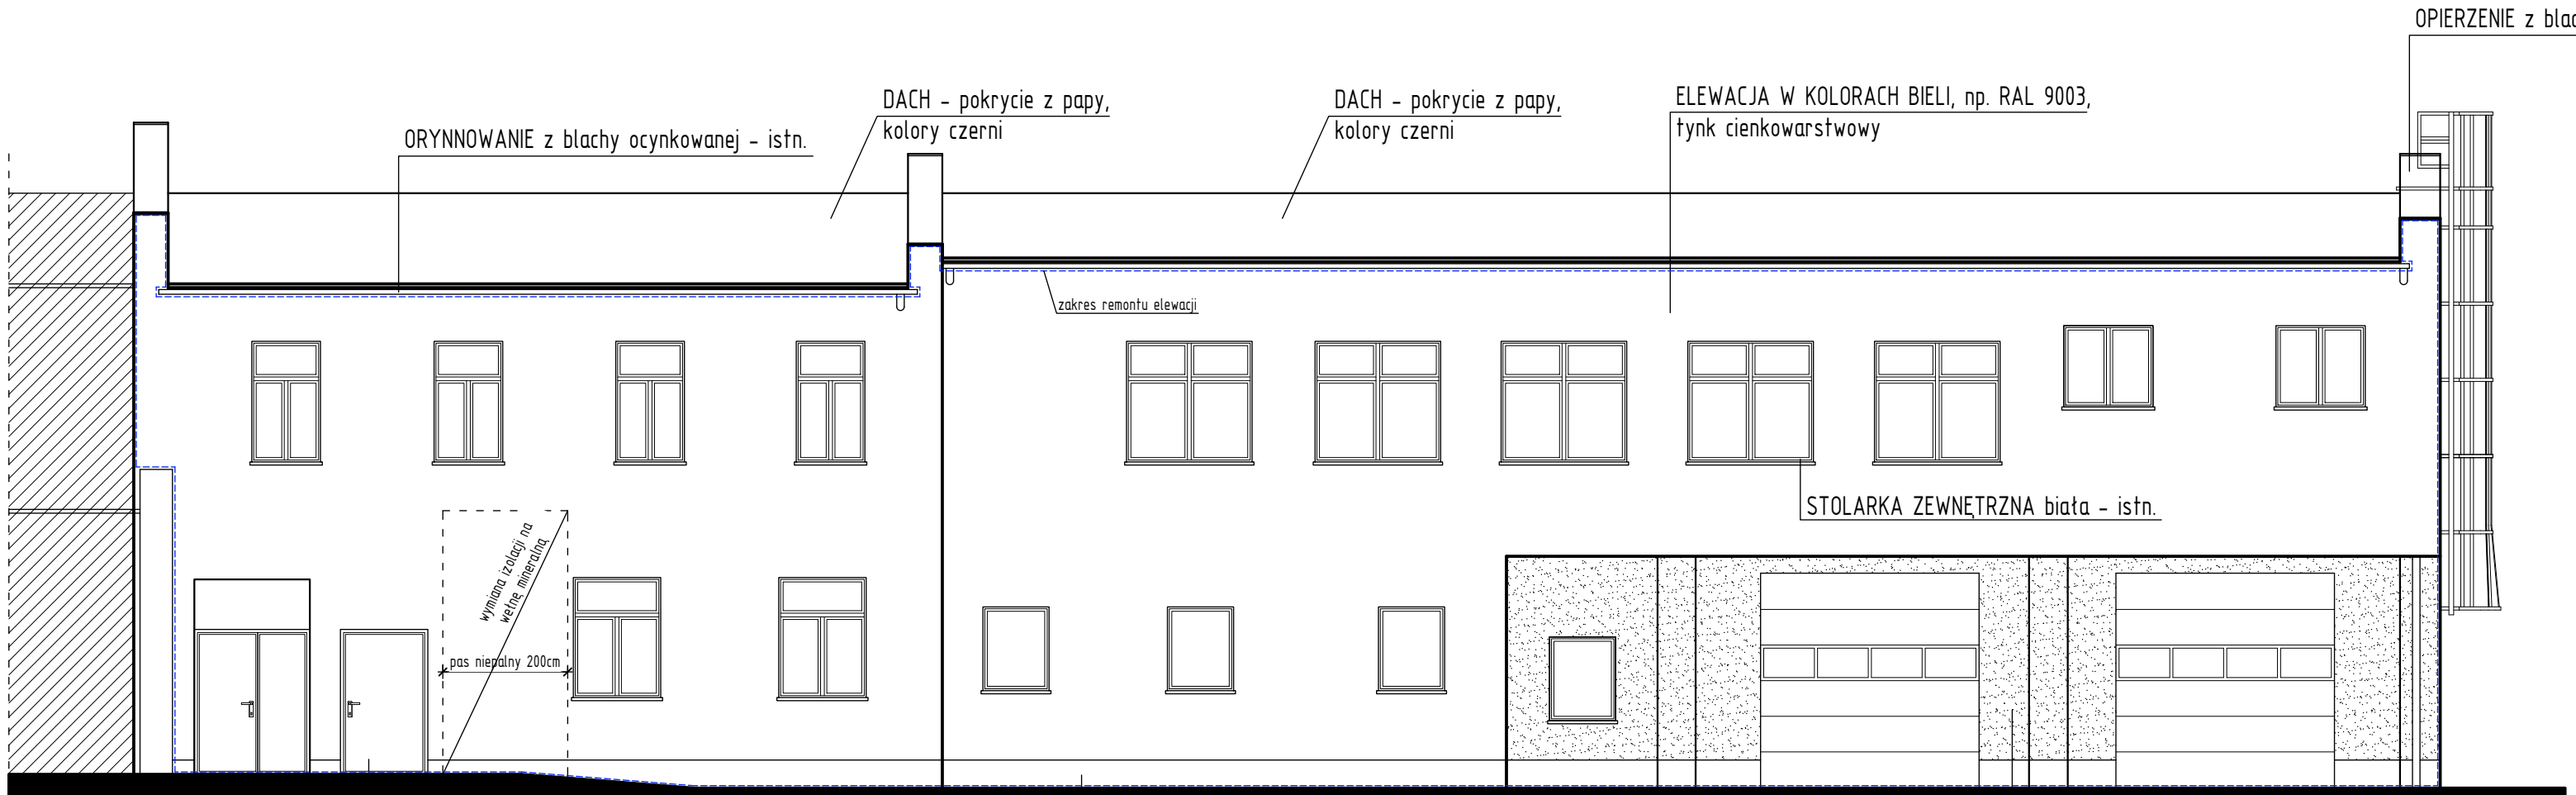 OPIERZENIE z
DACH - pokrycie z papy,
kolory czerni
DACH - pokrycie z papy,
kolory czerni
ELEWACJA W KOLORACH BIELI, np. RAL 9003,
tynk cienkowarstwowy
ORYNNOWANIE z blachy ocynkowanej - istn.
zakres remontu elewacji
STOLARKA ZEWNĘTRZNA biała - istn.
wymiana izolacji na
wełnę mineralną
pas niepalny 200cm